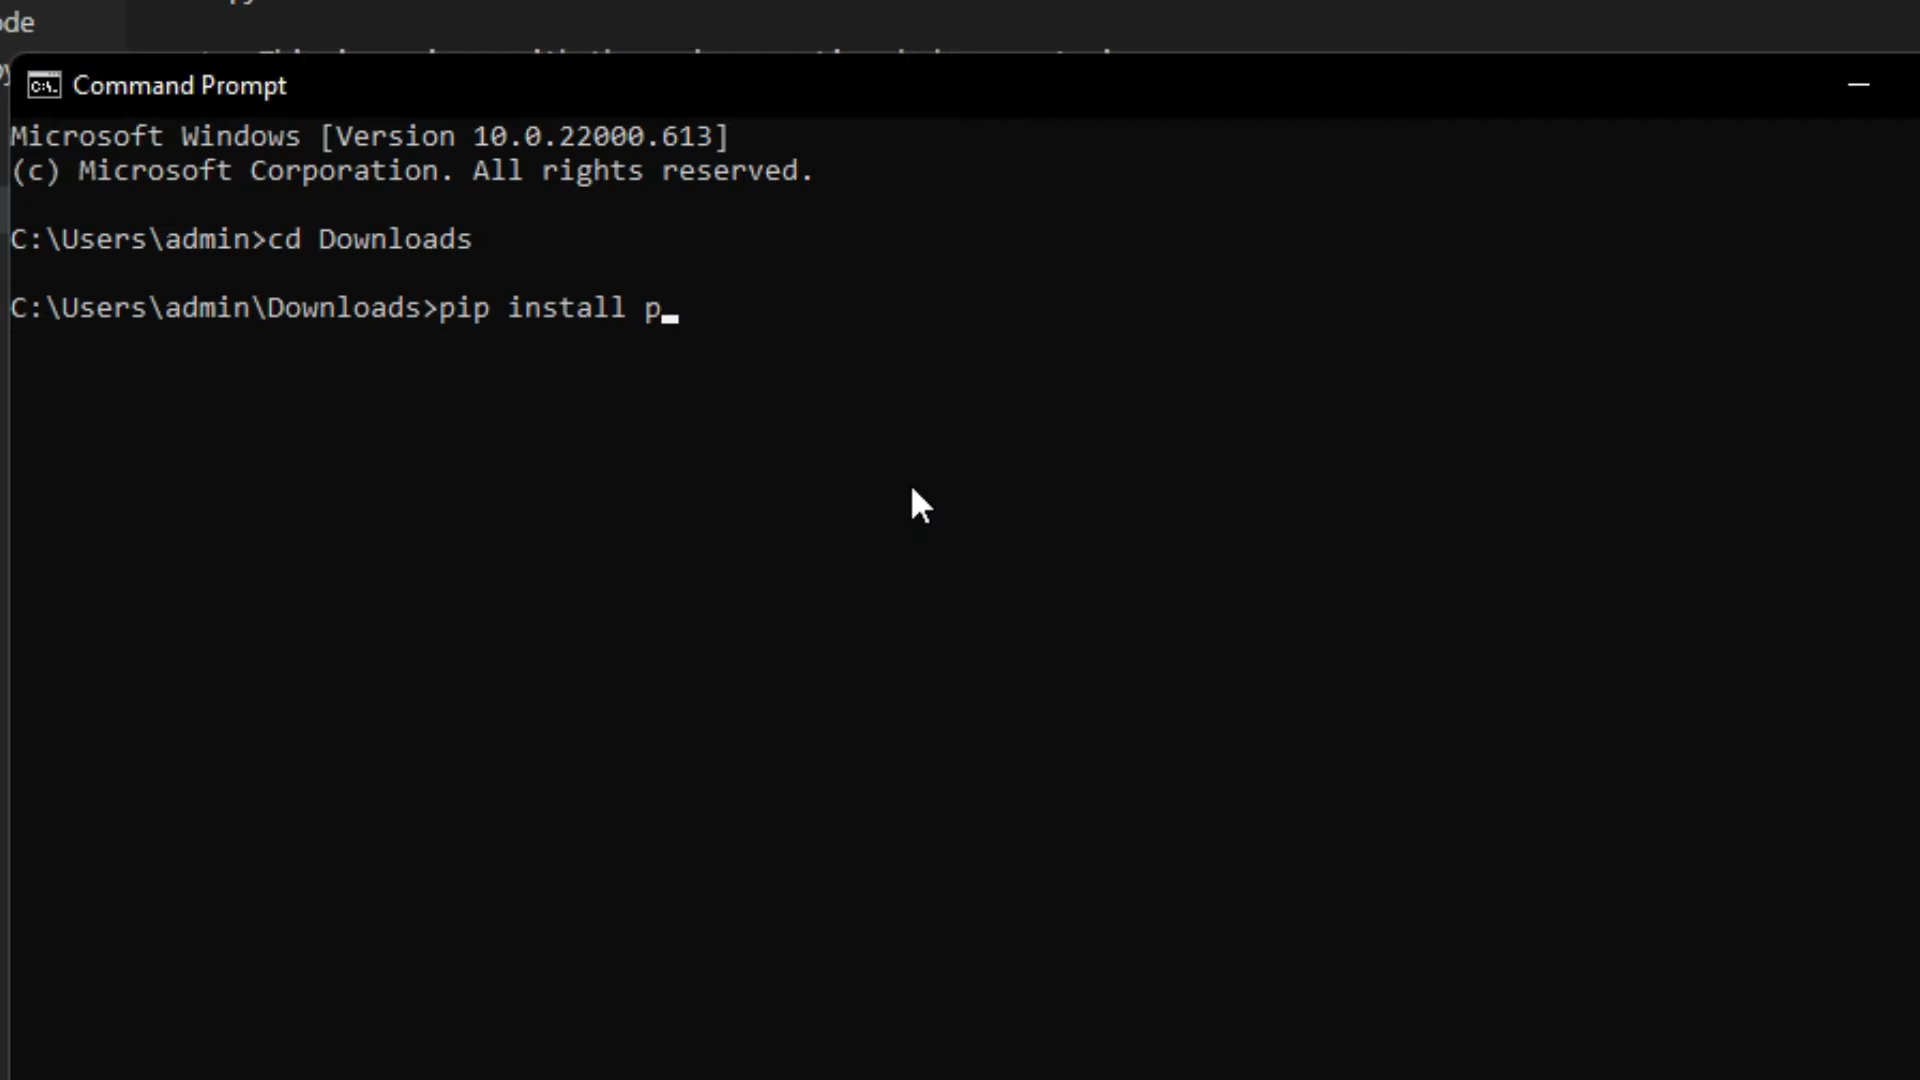 Command Prompt
Microsoft Windows [Version 10.0.22000.613]
(c) Microsoft Corporation. All rights reserved.
C:\Users\admin>cd Downloads
C:\Users\admin\Downloads>pip install p